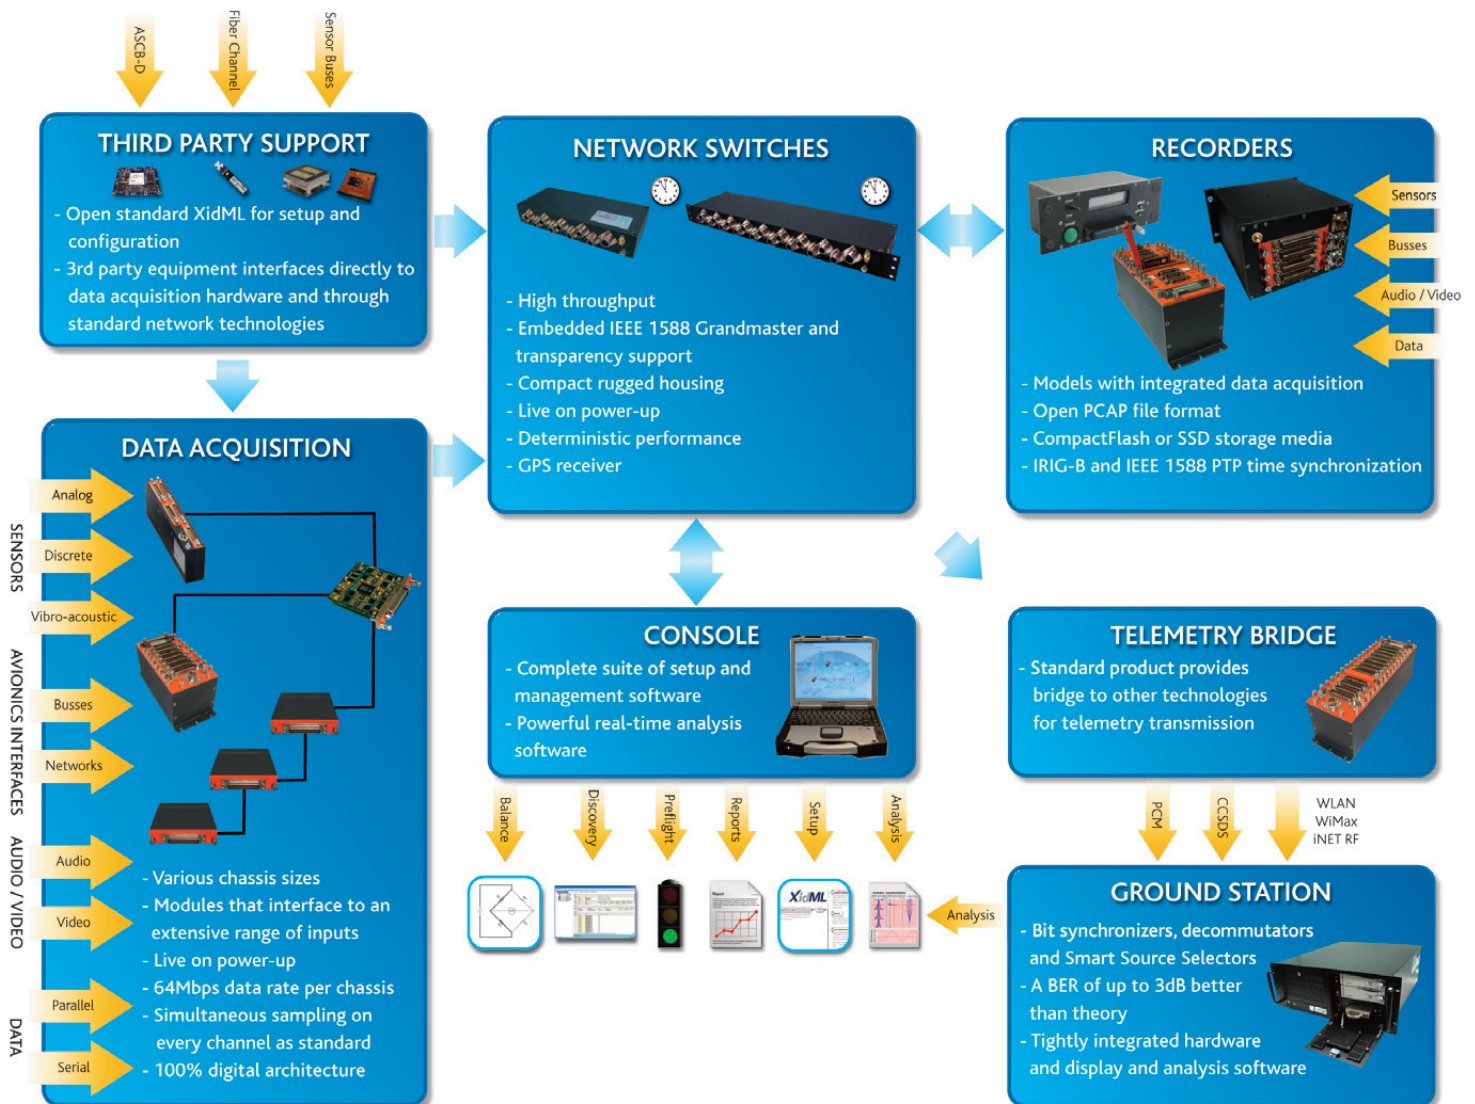 ASCB-D
Fiber Channel
Sensor Buses
THIRD PARTY SUPPORT
- Open standard XidML for setup and
configuration
- 3rd party equipment interfaces directly to
data acquisition hardware and through
standard network technologies
NETWORK SWITCHES
- High throughput
- Embedded IEEE 1588 Grandmaster and
transparency support
- Compact rugged housing
- Live on power-up
- Deterministic performance
- GPS receiver
RECORDERS
Sensors
Busses
Audio / Video
Data
- Models with integrated data acquisition
- Open PCAP file format
- CompactFlash or SSD storage media
- IRIG-B and IEEE 1588 PTP time synchronization
DATA ACQUISITION
SENSORS
Analog
Discrete
Vibro-acoustic
AVIONICS INTERFACES
Busses
Networks
AUDIO / VIDEO
Audio
Video
DATA
Parallel
Serial
- Various chassis sizes
- Modules that interface to an
extensive range of inputs
- Live on power-up
- 64Mbps data rate per chassis
- Simultaneous sampling on
every channel as standard
- 100% digital architecture
CONSOLE
- Complete suite of setup and
management software
- Powerful real-time analysis
software
Balance
Discovery
Preflight
Reports
Setup
Analysis
Report
XidML
TELEMETRY BRIDGE
- Standard product provides
bridge to other technologies
for telemetry transmission
PCM
CCSDS
WLAN
WiMax
iNET RF
GROUND STATION
Analysis
- Bit synchronizers, decommutators
and Smart Source Selectors
- A BER of up to 3dB better
than theory
- Tightly integrated hardware
and display and analysis software